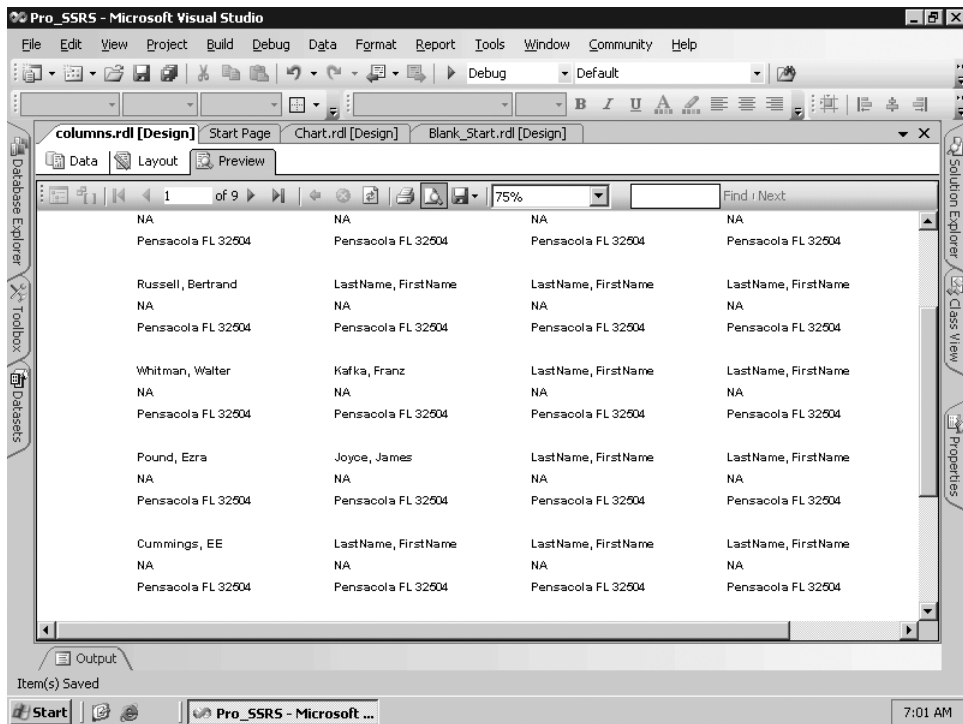 Pro_SSRS - Microsoft Visual Studio
File Edit View Project Build Debug Data Format Report Tools Window Community Help
Debug Default
B I U A
columns.rdl [Design] Start Page Chart.rdl [Design] Blank_Start.rdl [Design]
Data Layout Preview
1 of 9 75% Find Next
Database Explorer
Toolbox
Datasets
Solution Explorer
Class View
Properties
NA NA NA NA
Pensacola FL 32504 Pensacola FL 32504 Pensacola FL 32504 Pensacola FL 32504
Russell, Bertrand LastName, FirstName LastName, FirstName LastName, FirstName
NA NA NA NA
Pensacola FL 32504 Pensacola FL 32504 Pensacola FL 32504 Pensacola FL 32504
Whitman, Walter Kafka, Franz LastName, FirstName LastName, FirstName
NA NA NA NA
Pensacola FL 32504 Pensacola FL 32504 Pensacola FL 32504 Pensacola FL 32504
Pound, Ezra Joyce, James LastName, FirstName LastName, FirstName
NA NA NA NA
Pensacola FL 32504 Pensacola FL 32504 Pensacola FL 32504 Pensacola FL 32504
Cummings, EE LastName, FirstName LastName, FirstName LastName, FirstName
NA NA NA NA
Pensacola FL 32504 Pensacola FL 32504 Pensacola FL 32504 Pensacola FL 32504
Output
Item(s) Saved
Start Pro_SSRS - Microsoft ... 7:01 AM